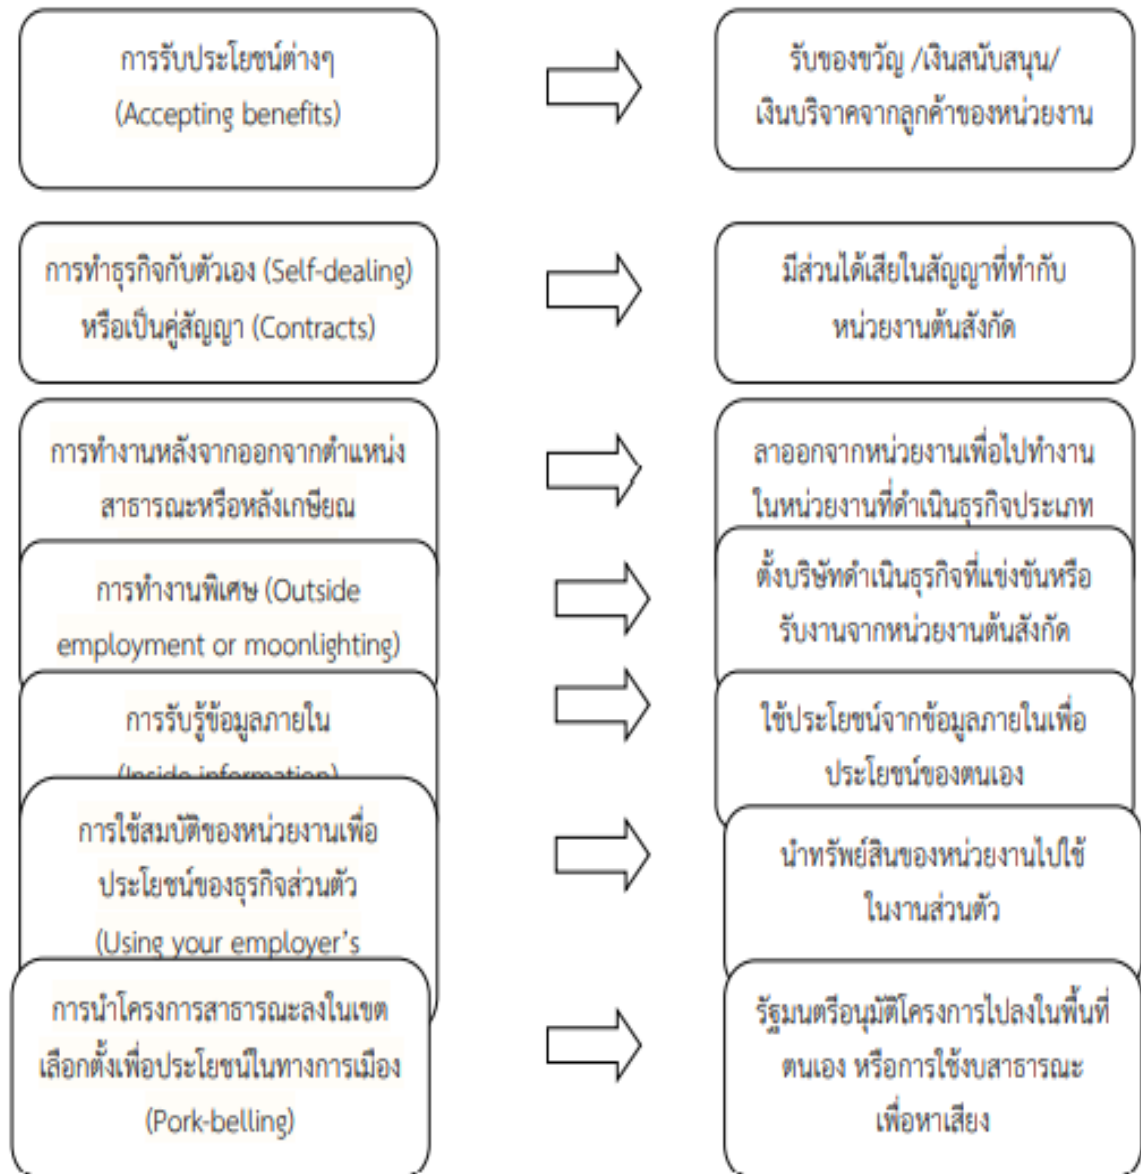 การรับประโยชน์ต่างๆ
(Accepting benefits)
รับของขวัญ /เงินสนับสนุน/
เงินบริจาคจากลูกค้าของหน่วยงาน
การทำธุรกิจกับตัวเอง (Self-dealing)
หรือเป็นคู่สัญญา (Contracts)
มีส่วนได้เสียในสัญญาที่ทำกับ
หน่วยงานต้นสังกัด
การทำงานหลังจากออกจากตำแหน่ง
สาธารณะหรือหลังเกษียณ
ลาออกจากหน่วยงานเพื่อไปทำงาน
ในหน่วยงานที่ดำเนินธุรกิจประเภท
การทำงานพิเศษ (Outside
employment or moonlighting)
ตั้งบริษัทดำเนินธุรกิจที่แข่งขันหรือ
รับงานจากหน่วยงานต้นสังกัด
การรับรู้ข้อมูลภายใน
(Inside information)
ใช้ประโยชน์จากข้อมูลภายในเพื่อ
ประโยชน์ของตนเอง
การใช้สมบัติของหน่วยงานเพื่อ
ประโยชน์ของธุรกิจส่วนตัว
(Using your employer's
นำทรัพย์สินของหน่วยงานไปใช้
ในงานส่วนตัว
การนำโครงการสาธารณะลงในเขต
เลือกตั้งเพื่อประโยชน์ในทางการเมือง
(Pork-belling)
รัฐมนตรีอนุมัติโครงการไปลงในพื้นที่
ตนเอง หรือการใช้งบสาธารณะ
เพื่อหาเสียง